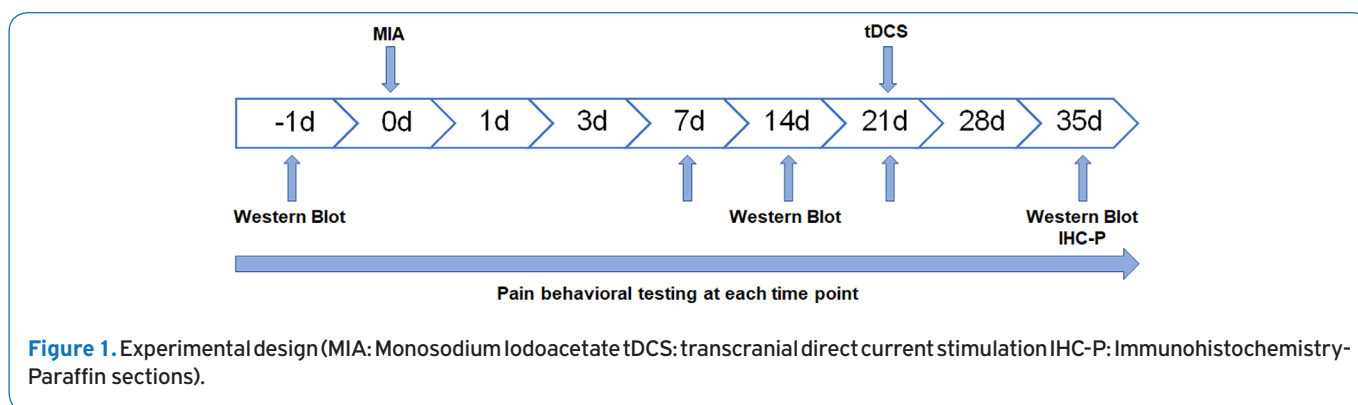 MIA tDCS
-1d 0d 1d 3d 7d 14d 21d 28d 35d
Western Blot Western Blot Western Blot
IHC-P
Pain behavioral testing at each time point
Figure 1. Experimental design (MIA: Monosodium Iodoacetate tDCS: transcranial direct current stimulation IHC-P: Immunohistochemistry-
Paraffin sections).